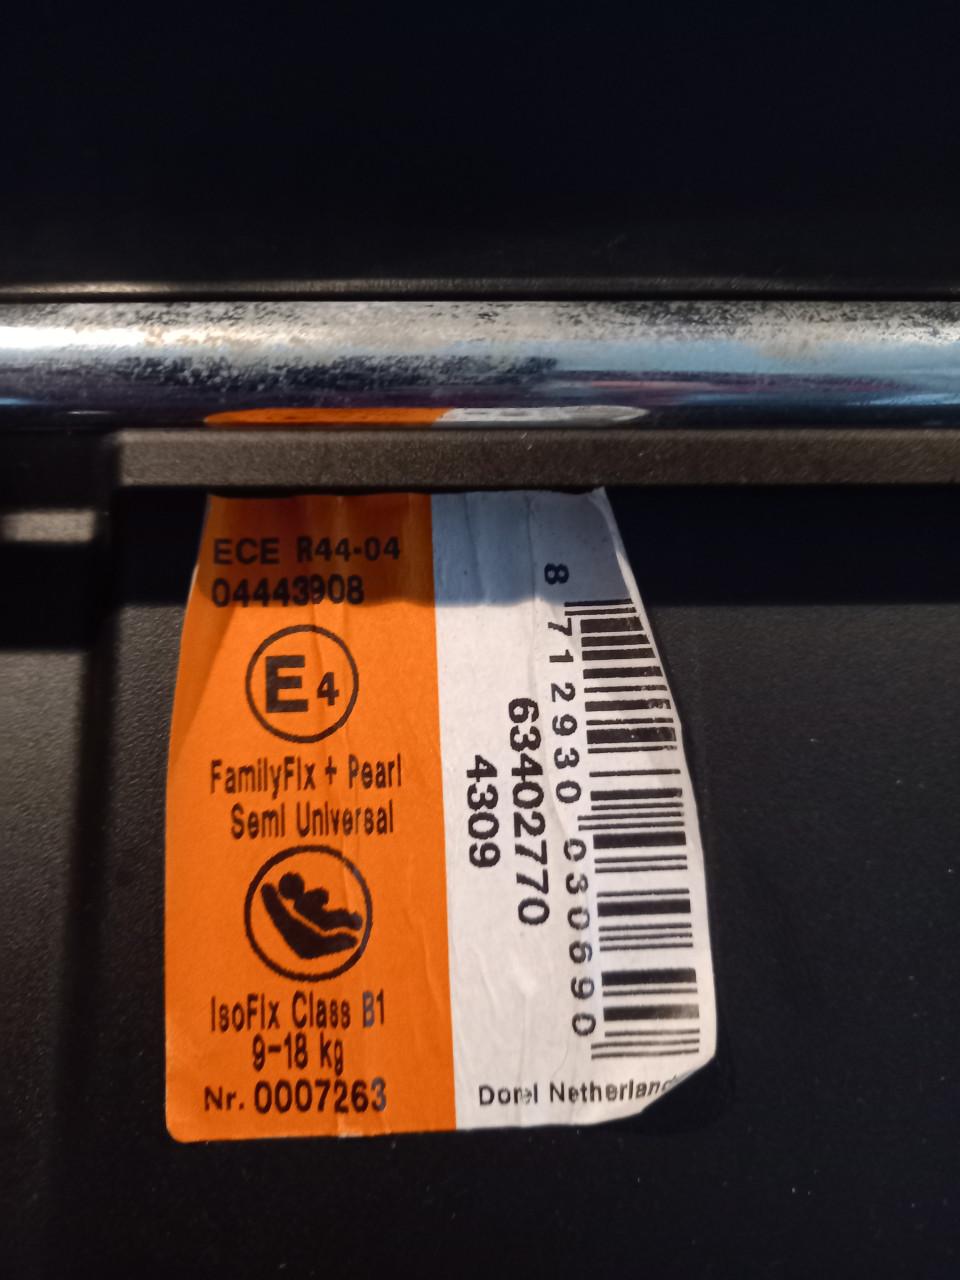 ECE R44-04
04443908
E4
FamilyFix + Pearl
Semi Universal
IsoFix Class B1
9-18 kg
Nr. 0007263
8 712930 030690
63402770
4309
Dorel Netherland